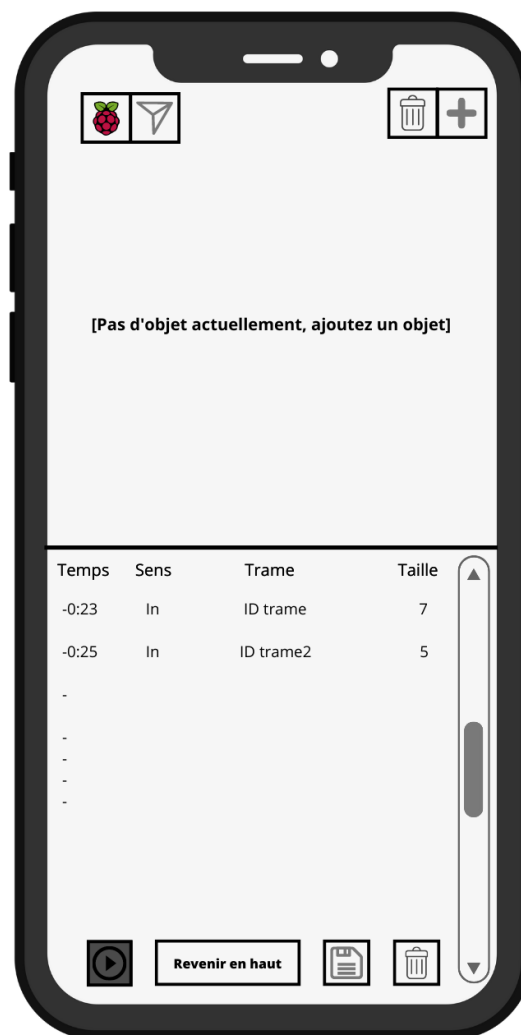 [Pas d'objet actuellement, ajoutez un objet]
Temps Sens Trame Taille
-0:23 In ID trame 7
-0:25 In ID trame2 5
-
-
-
-
-
Revenir en haut